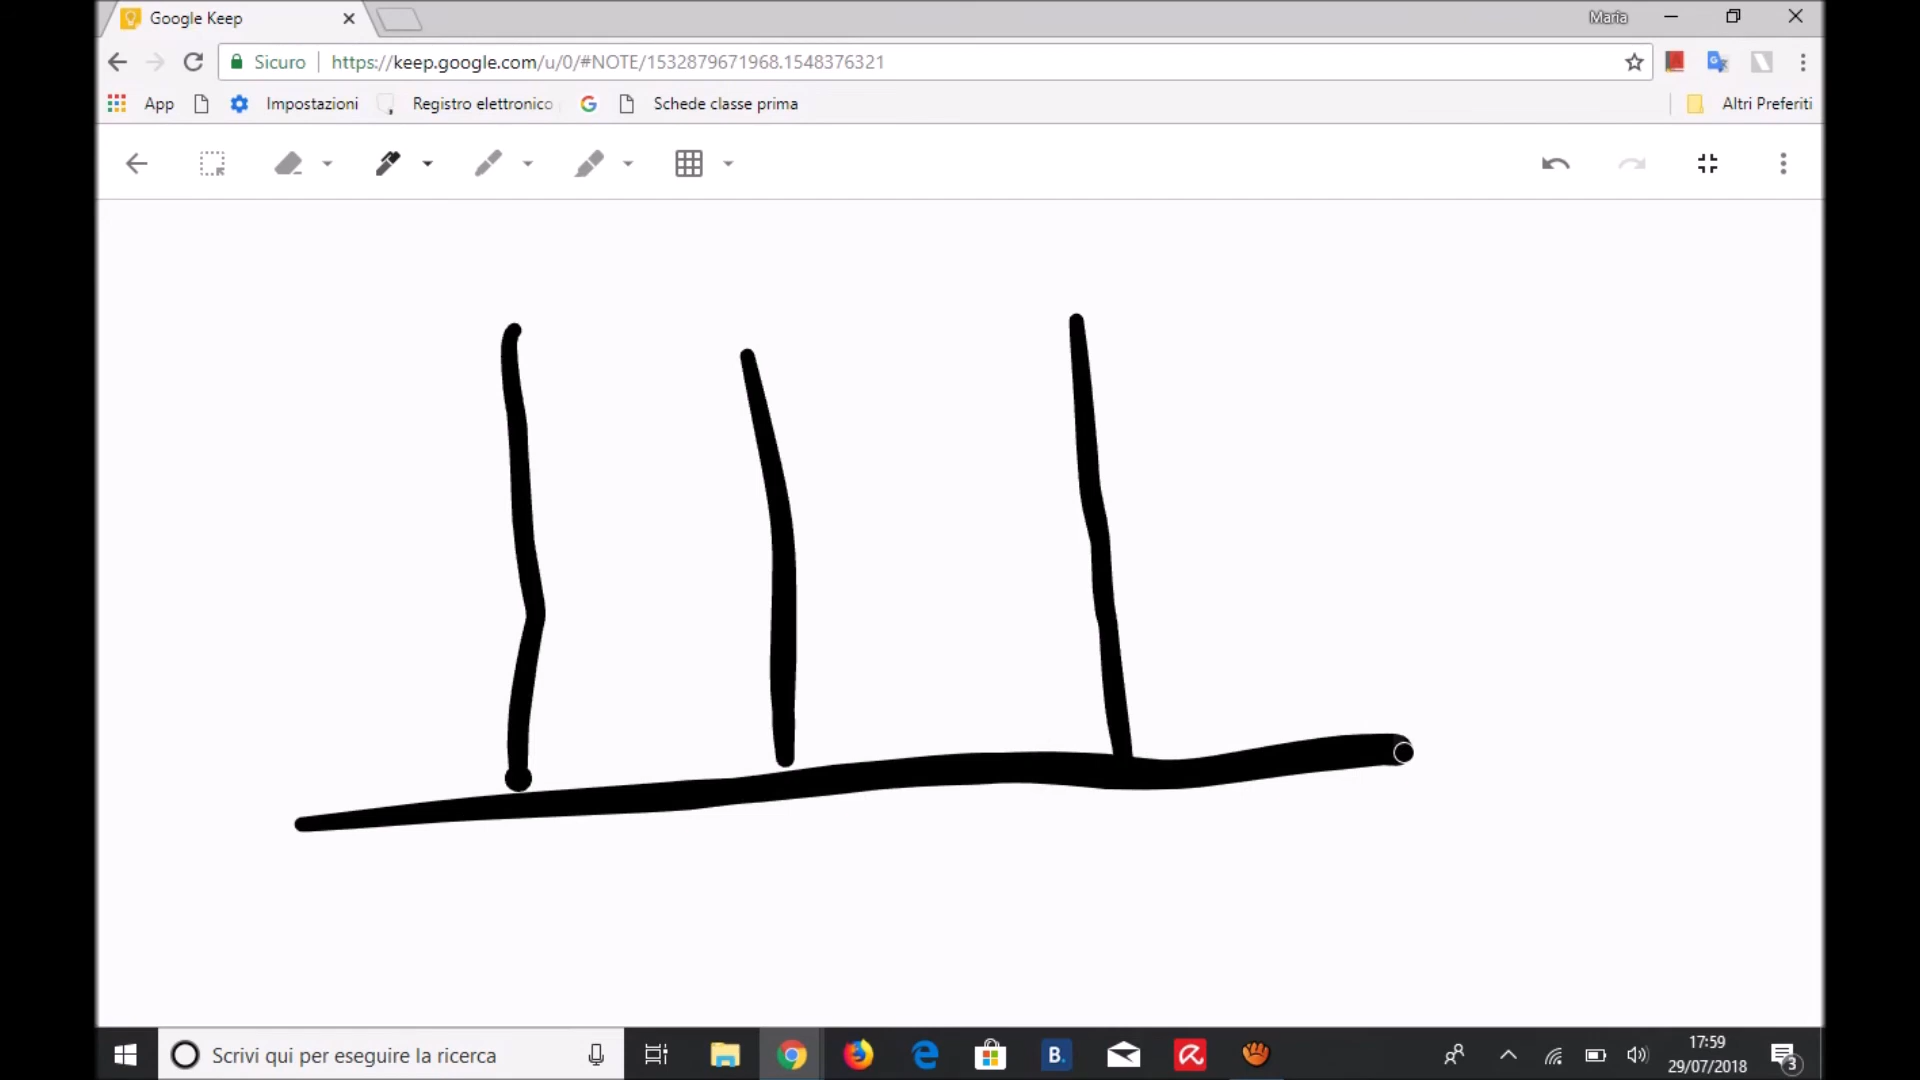 Google Keep
Maria
Sicuro https://keep.google.com/u/0/#NOTE/1532879671968.1548376321
App Impostazioni Registro elettronico G Schede classe prima Altri Preferiti
Scrivi qui per eseguire la ricerca
B.
17:59
29/07/2018
3